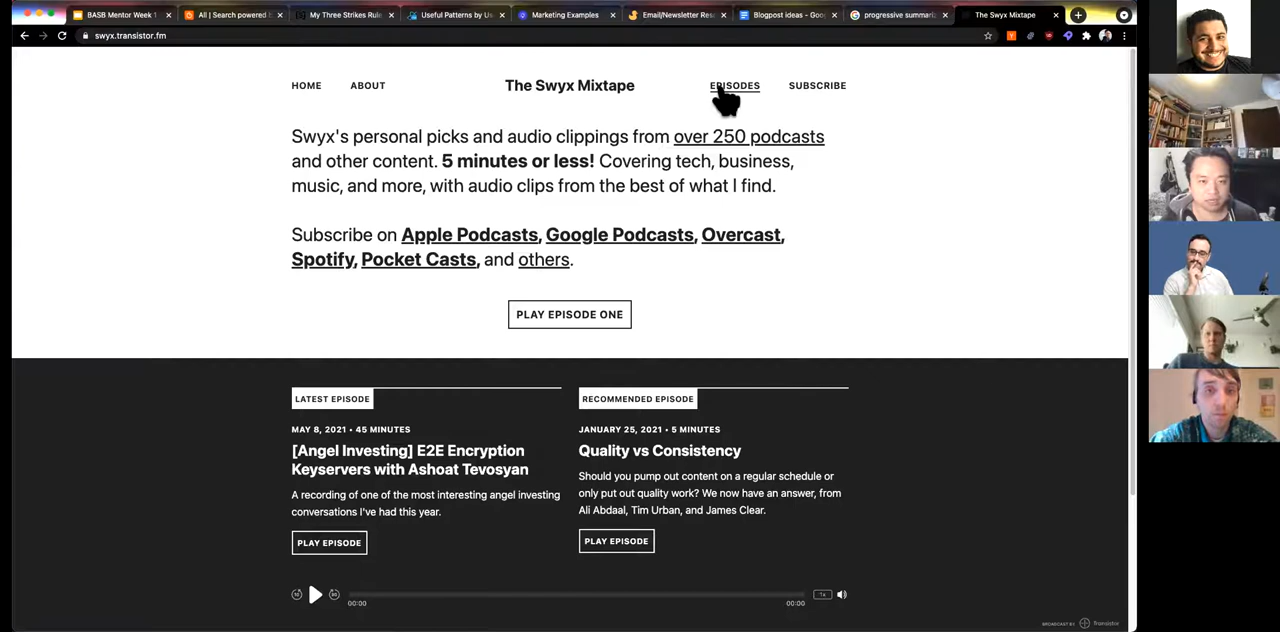 BASB Mentor Week 1
All | Search powered b
My Three Strikes Rule
Useful Patterns by Us
Marketing Examples
Email/Newsletter Res
Blogpost ideas - Goo
progressive summariz
The Swyx Mixtape
swyx.transistor.fm
HOME
ABOUT
The Swyx Mixtape
EPISODES
SUBSCRIBE
Swyx's personal picks and audio clippings from over 250 podcasts
and other content. 5 minutes or less! Covering tech, business,
music, and more, with audio clips from the best of what I find.
Subscribe on Apple Podcasts, Google Podcasts, Overcast,
Spotify, Pocket Casts, and others.
PLAY EPISODE ONE
LATEST EPISODE
MAY 8, 2021 • 45 MINUTES
[Angel Investing] E2E Encryption
Keyservers with Ashoat Tevosyan
A recording of one of the most interesting angel investing
conversations I've had this year.
PLAY EPISODE
RECOMMENDED EPISODE
JANUARY 25, 2021 • 5 MINUTES
Quality vs Consistency
Should you pump out content on a regular schedule or
only put out quality work? We now have an answer, from
Ali Abdaal, Tim Urban, and James Clear.
PLAY EPISODE
00:00
00:00
1x
BROADCAST BY Transistor